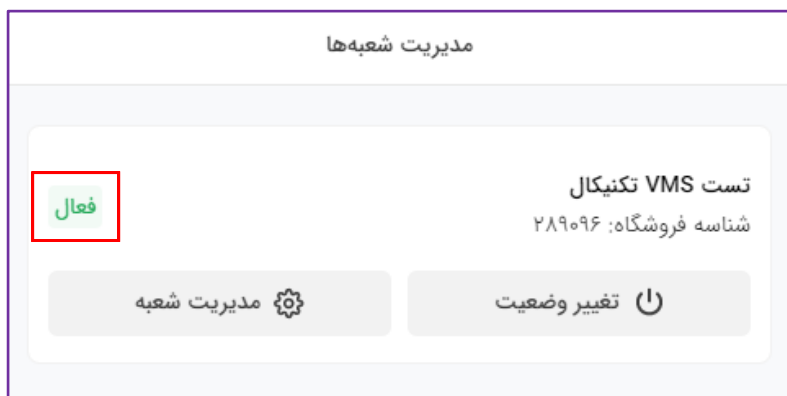 مدیریت شعبه‌ها
تست VMS تکنیکال
شناسه فروشگاه: ۲۸۹۰۹۶
فعال
تغییر وضعیت
مدیریت شعبه